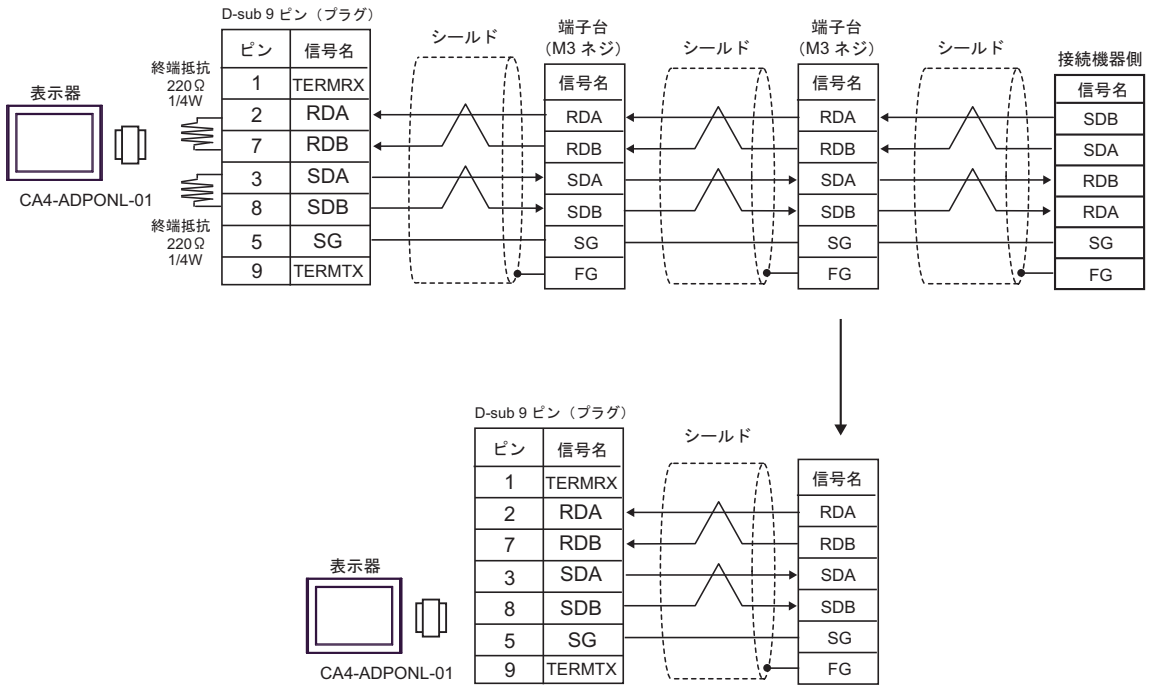 D-sub 9 ピン（プラグ）
ピン 信号名
1 TERMRX
2 RDA
7 RDB
3 SDA
8 SDB
5 SG
9 TERMTX
終端抵抗
220Ω
1/4W
表示器
CA4-ADPONL-01
終端抵抗
220Ω
1/4W
シールド
端子台
(M3 ネジ)
信号名
RDA
RDB
SDA
SDB
SG
FG
シールド
端子台
(M3 ネジ)
信号名
RDA
RDB
SDA
SDB
SG
FG
シールド
接続機器側
信号名
SDB
SDA
RDB
RDA
SG
FG
D-sub 9 ピン（プラグ）
ピン 信号名
1 TERMRX
2 RDA
7 RDB
3 SDA
8 SDB
5 SG
9 TERMTX
表示器
CA4-ADPONL-01
シールド
信号名
RDA
RDB
SDA
SDB
SG
FG